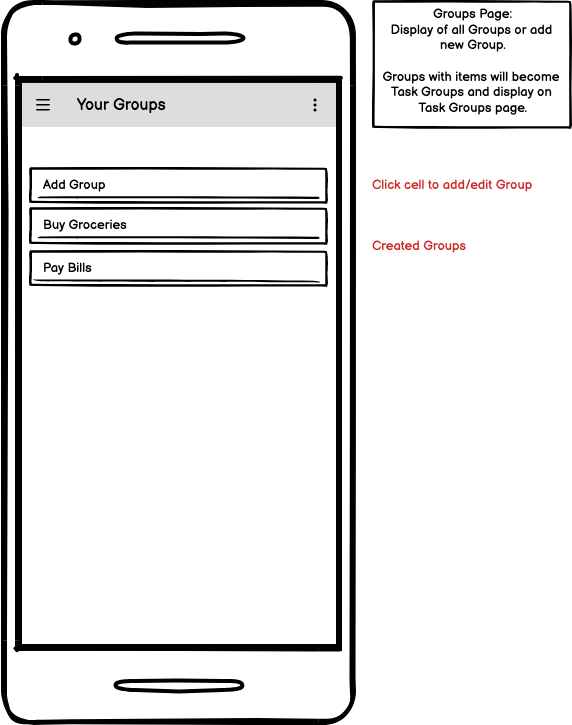 Groups Page:
Display of all Groups or add
new Group.
Groups with items will become
Task Groups and display on
Task Groups page.
Your Groups
Add Group
Click cell to add/edit Group
Buy Groceries
Created Groups
Pay Bills